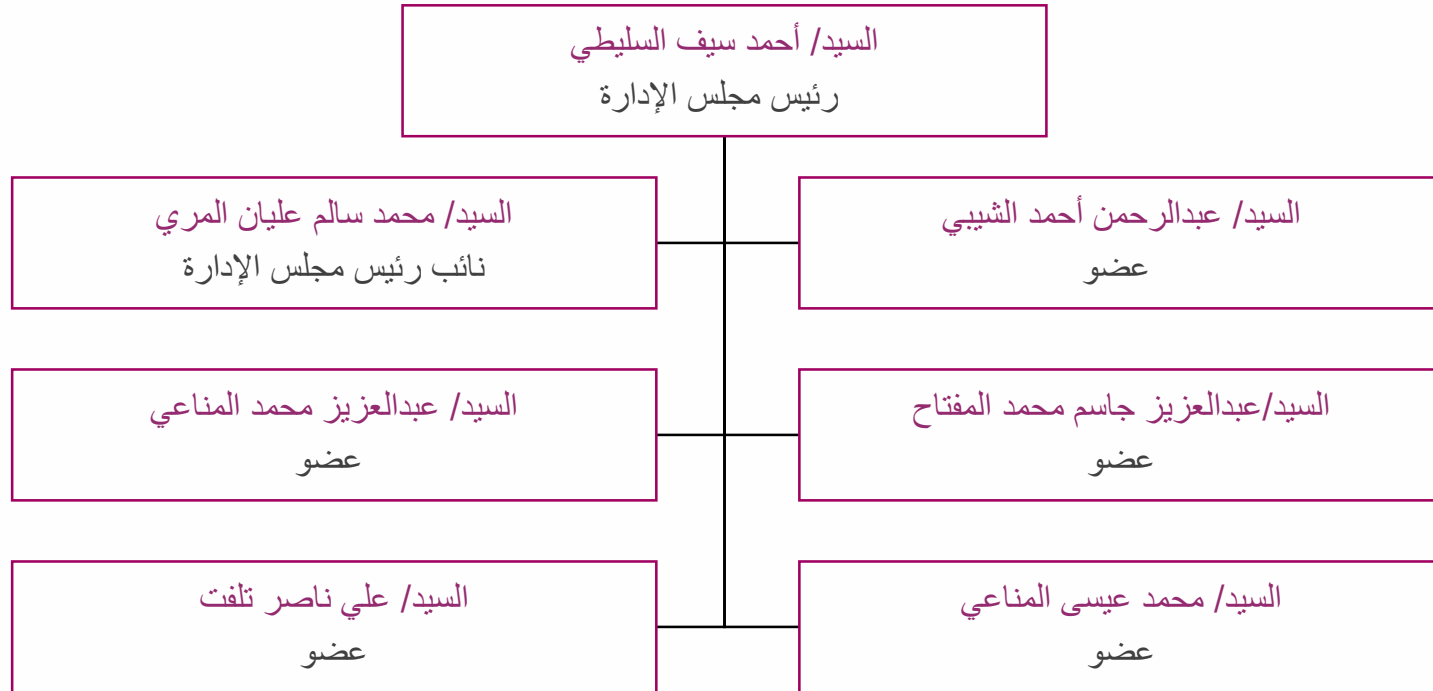 السيد/ أحمد سيف السليطي
رئيس مجلس الإدارة
السيد/ عبدالرحمن أحمد الشيبي
عضو
السيد/ محمد سالم عليان المري
نائب رئيس مجلس الإدارة
السيد/عبدالعزيز جاسم محمد المفتاح
عضو
السيد/ عبدالعزيز محمد المناعي
عضو
السيد/ محمد عيسى المناعي
عضو
السيد/ علي ناصر تلفت
عضو